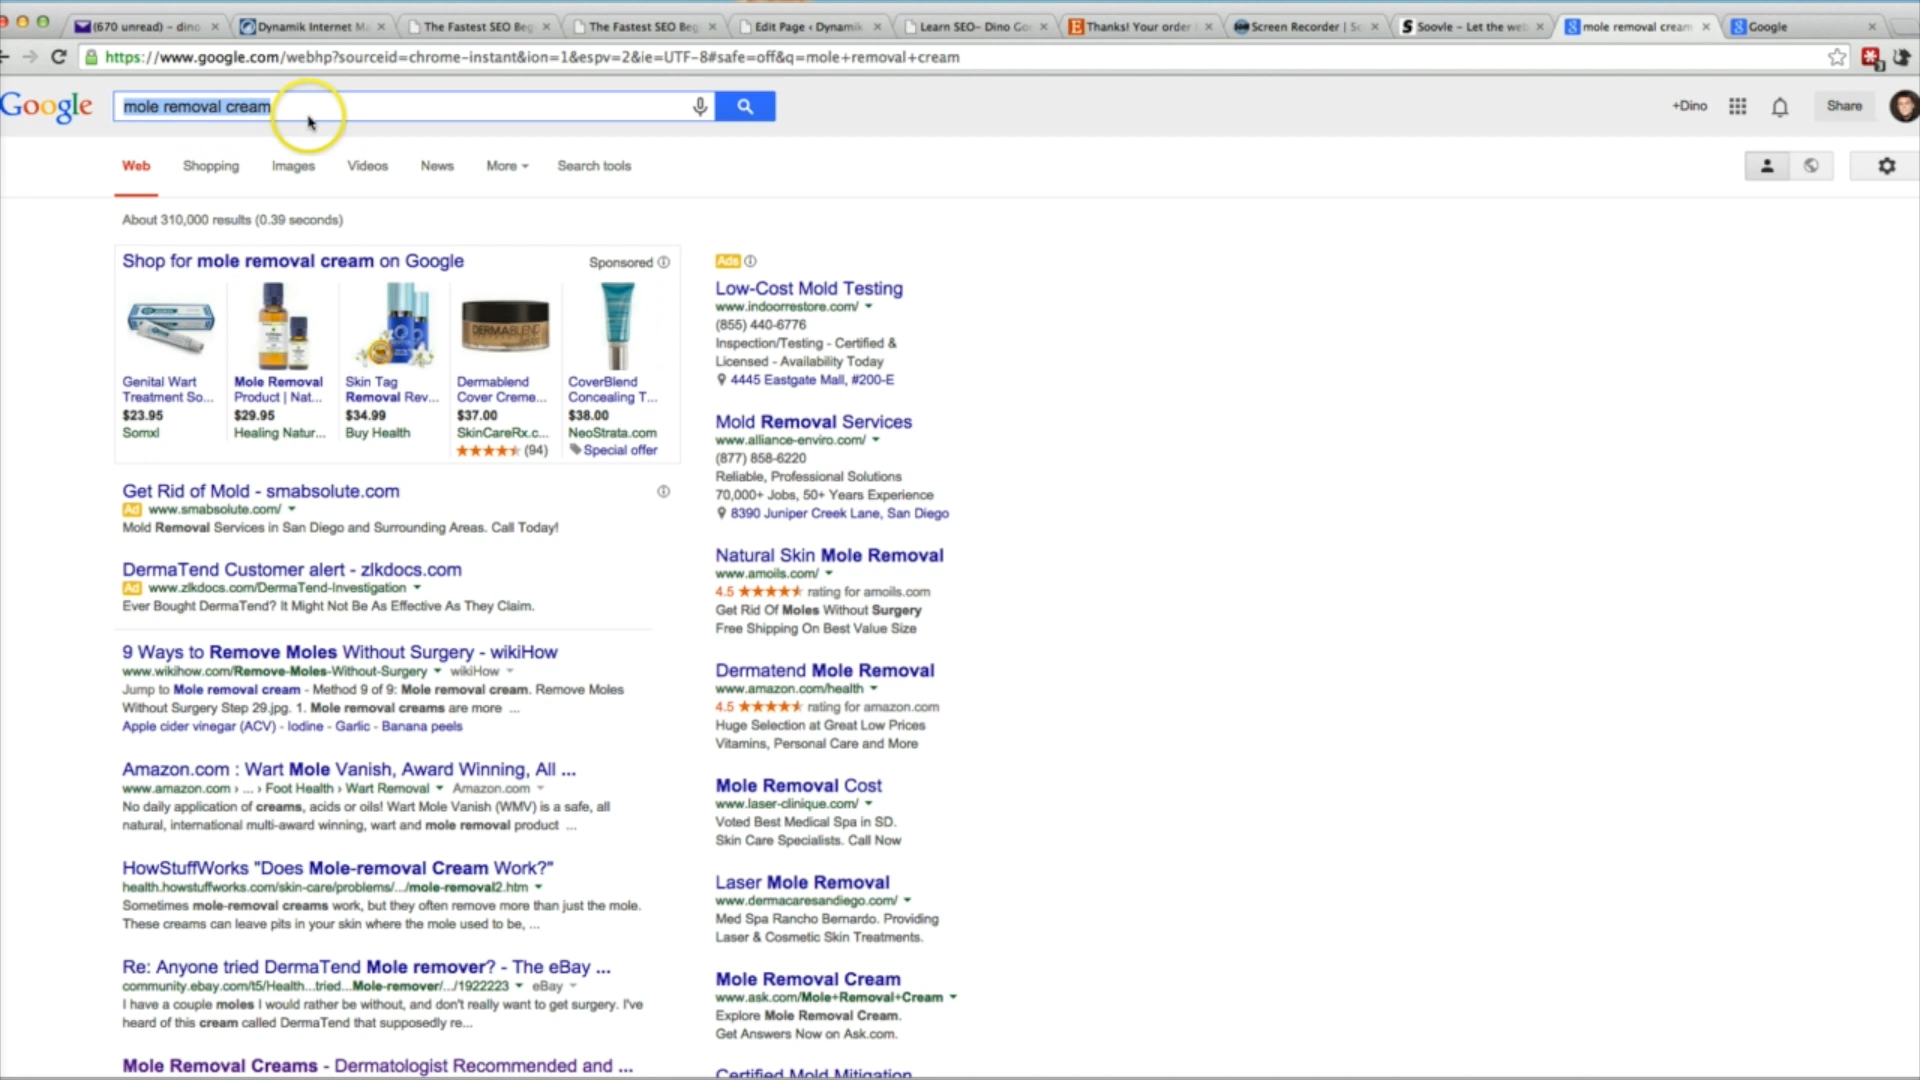 (670 unread) – dino
Dynamik Internet Ma
The Fastest SEO Beg
The Fastest SEO Beg
Edit Page ‹ Dynamik
Learn SEO– Dino Go
Thanks! Your order
Screen Recorder | Sc
Soovle – Let the web
mole removal cream
Google
https://www.google.com/webhp?sourceid=chrome-instant&ion=1&espv=2&ie=UTF-8#safe=off&q=mole+removal+cream
Google
mole removal cream
+Dino
Share
Web
Shopping
Images
Videos
News
More
Search tools
About 310,000 results (0.39 seconds)
Shop for mole removal cream on Google
Sponsored
DERMABLEND
Genital Wart
Treatment So...
$23.95
Somxl
Mole Removal
Product | Nat...
$29.95
Healing Natur...
Skin Tag
Removal Rev...
$34.99
Buy Health
Dermablend
Cover Creme...
$37.00
SkinCareRx.c...
(94)
CoverBlend
Concealing T...
$38.00
NeoStrata.com
Special offer
Get Rid of Mold - smabsolute.com
Ad www.smabsolute.com/
Mold Removal Services in San Diego and Surrounding Areas. Call Today!
DermaTend Customer alert - zlkdocs.com
Ad www.zlkdocs.com/DermaTend-Investigation
Ever Bought DermaTend? It Might Not Be As Effective As They Claim.
9 Ways to Remove Moles Without Surgery - wikiHow
www.wikihow.com/Remove-Moles-Without-Surgery wikiHow
Jump to Mole removal cream - Method 9 of 9: Mole removal cream. Remove Moles
Without Surgery Step 29.jpg. 1. Mole removal creams are more ...
Apple cider vinegar (ACV) - Iodine - Garlic - Banana peels
Amazon.com : Wart Mole Vanish, Award Winning, All ...
www.amazon.com › ... › Foot Health › Wart Removal Amazon.com
No daily application of creams, acids or oils! Wart Mole Vanish (WMV) is a safe, all
natural, international multi-award winning, wart and mole removal product ...
HowStuffWorks "Does Mole-removal Cream Work?"
health.howstuffworks.com/skin-care/problems/.../mole-removal2.htm
Sometimes mole-removal creams work, but they often remove more than just the mole.
These creams can leave pits in your skin where the mole used to be, ...
Re: Anyone tried DermaTend Mole remover? - The eBay ...
community.ebay.com/t5/Health...tried...Mole-remover/.../1922223 eBay
I have a couple moles I would rather be without, and don't really want to get surgery. I've
heard of this cream called DermaTend that supposedly re...
Mole Removal Creams - Dermatologist Recommended and ...
Ads
Low-Cost Mold Testing
www.indoorrestore.com/
(855) 440-6776
Inspection/Testing - Certified &
Licensed - Availability Today
4445 Eastgate Mall, #200-E
Mold Removal Services
www.alliance-enviro.com/
(877) 858-6220
Reliable, Professional Solutions
70,000+ Jobs, 50+ Years Experience
8390 Juniper Creek Lane, San Diego
Natural Skin Mole Removal
www.amoils.com/
4.5 rating for amoils.com
Get Rid Of Moles Without Surgery
Free Shipping On Best Value Size
Dermatend Mole Removal
www.amazon.com/health
4.5 rating for amazon.com
Huge Selection at Great Low Prices
Vitamins, Personal Care and More
Mole Removal Cost
www.laser-clinique.com/
Voted Best Medical Spa in SD.
Skin Care Specialists. Call Now
Laser Mole Removal
www.dermacaresandiego.com/
Med Spa Rancho Bernardo. Providing
Laser & Cosmetic Skin Treatments.
Mole Removal Cream
www.ask.com/Mole+Removal+Cream
Explore Mole Removal Cream.
Get Answers Now on Ask.com.
Certified Mold Mitigation